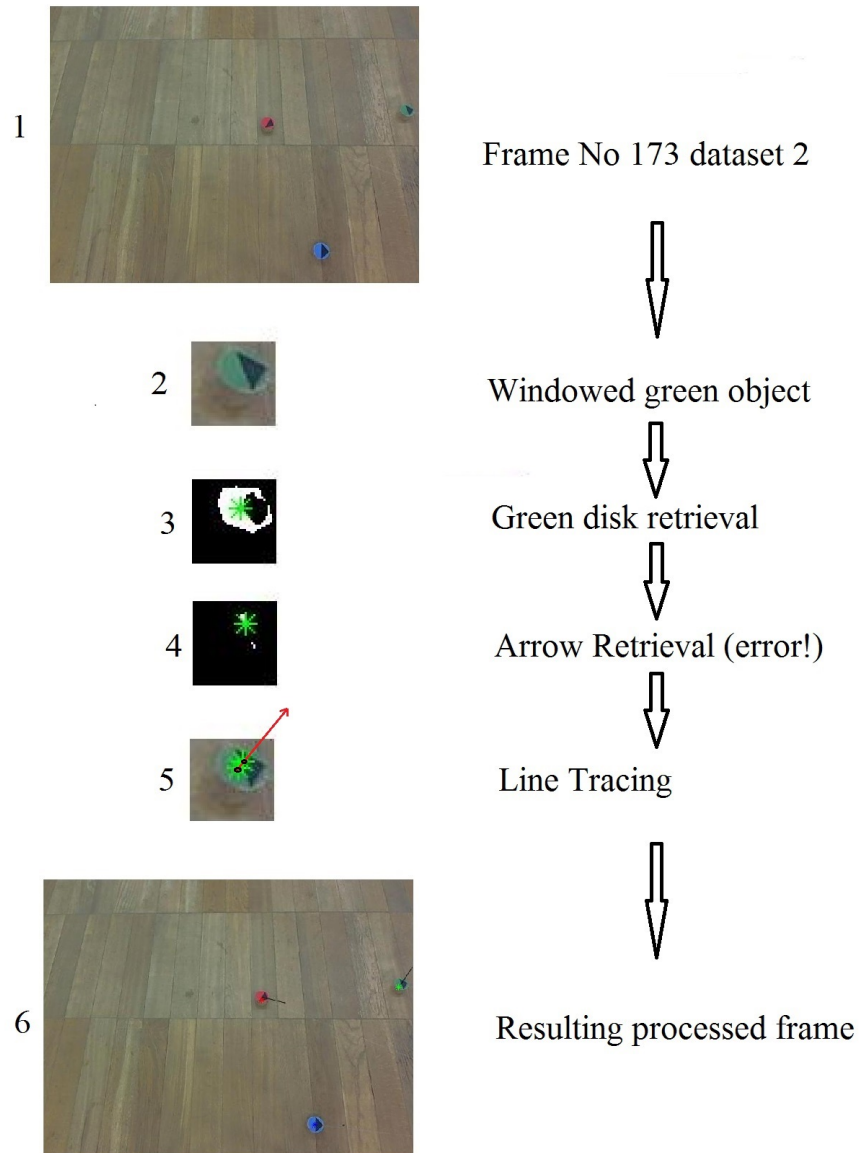 1
Frame No 173 dataset 2
2
Windowed green object
3
Green disk retrieval
4
Arrow Retrieval (error!)
5
Line Tracing
6
Resulting processed frame